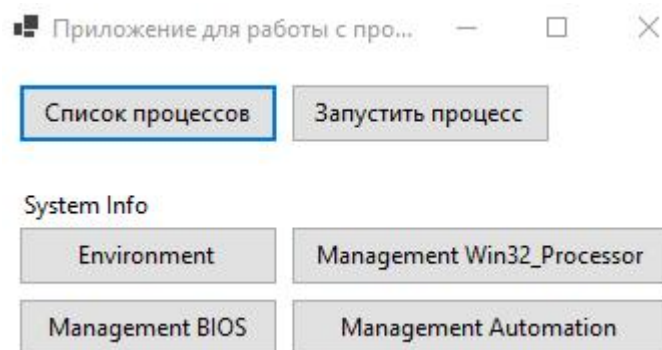 Приложение для работы с про...
Список процессов Запустить процесс
System Info
Environment Management Win32_Processor
Management BIOS Management Automation